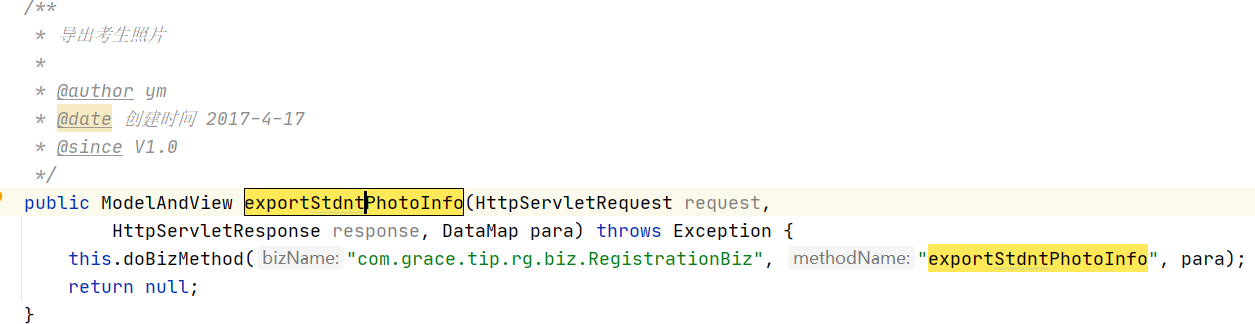 /**
 * 导出考生照片
 *
 * @author ym
 * @date 创建时间 2017-4-17
 * @since V1.0
 */
public ModelAndView exportStdntPhotoInfo(HttpServletRequest request,
        HttpServletResponse response, DataMap para) throws Exception {
    this.doBizMethod( bizName: "com.grace.tip.rg.biz.RegistrationBiz", methodName: "exportStdntPhotoInfo", para);
    return null;
}